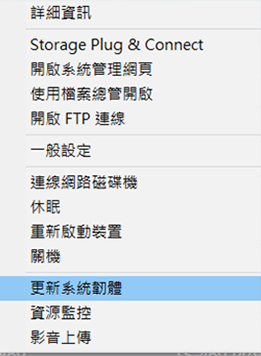 詳細資訊
Storage Plug & Connect
開啟系統管理網頁
使用檔案總管開啟
開啟 FTP 連線
一般設定
連線網路磁碟機
休眠
重新啟動裝置
關機
更新系統韌體
資源監控
影音上傳